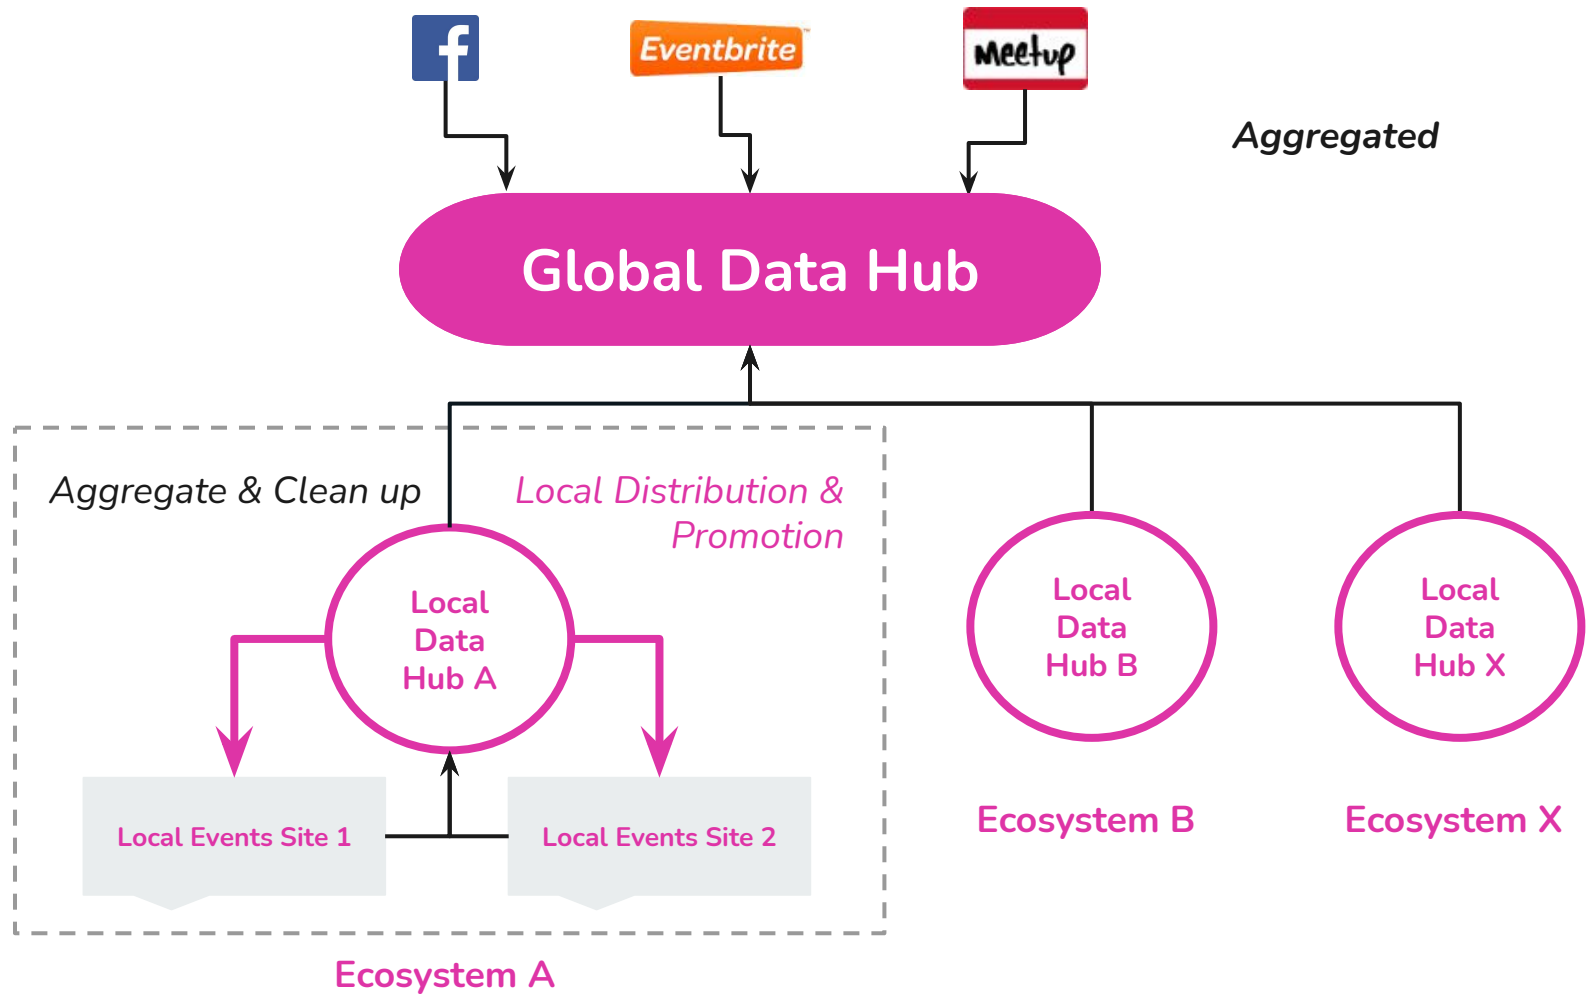 f
Eventbrite™
Meetup
Aggregated
Global Data Hub
Aggregate & Clean up
Local Distribution &
Promotion
Local
Data
Hub A
Local
Data
Hub B
Local
Data
Hub X
Local Events Site 1
Local Events Site 2
Ecosystem B
Ecosystem X
Ecosystem A